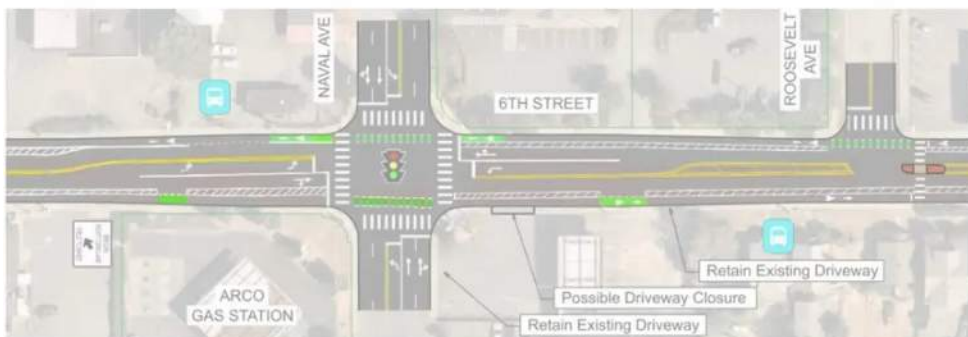 NAVAL AVE
ROOSEVELT
AVE
6TH STREET
Retain Existing Driveway
ARCO
GAS STATION
Possible Driveway Closure
Retain Existing Driveway